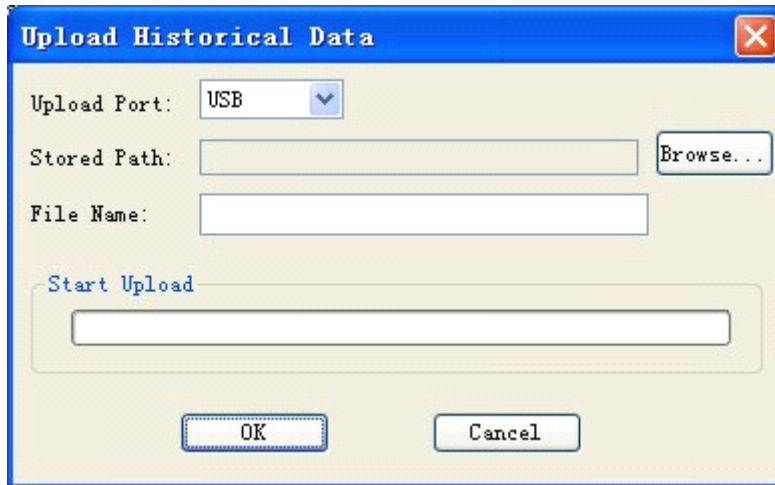 Upload Historical Data
Upload Port: USB
Stored Path: Browse...
File Name:
Start Upload
OK Cancel